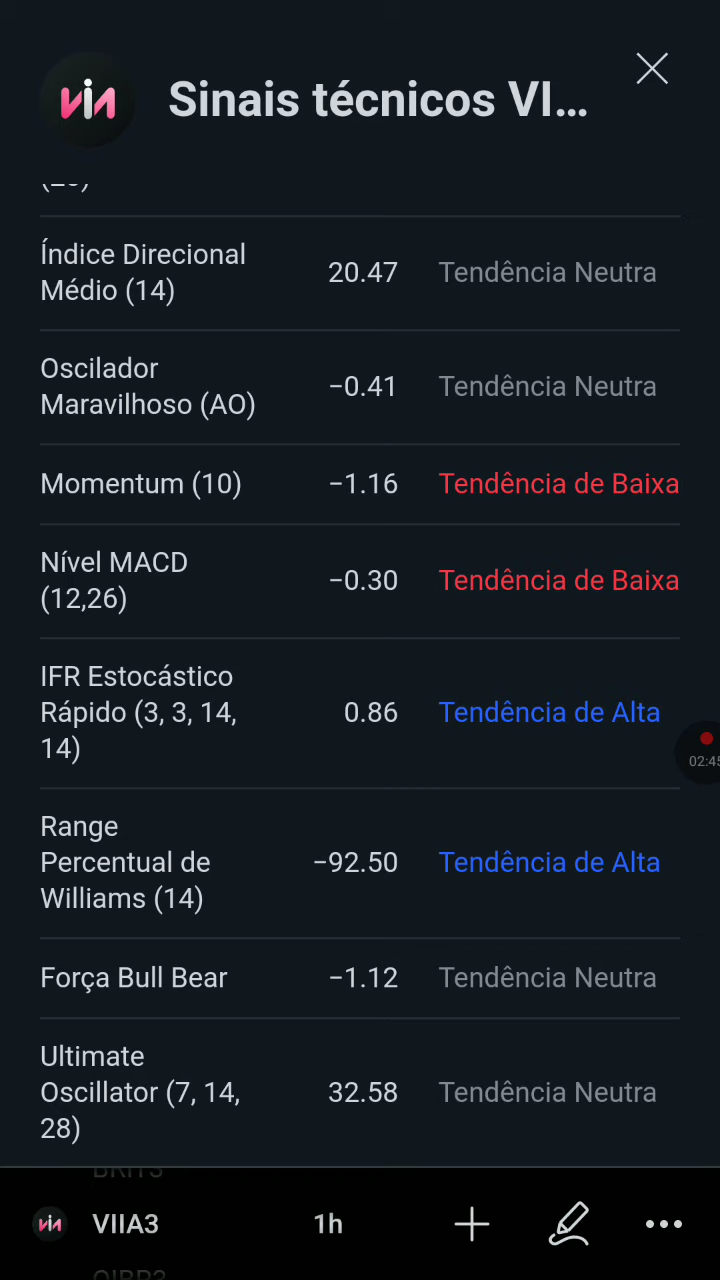 via
Sinais técnicos VI...
Índice Direcional
Médio (14)
20.47
Tendência Neutra
Oscilador
Maravilhoso (AO)
−0.41
Tendência Neutra
Momentum (10)
−1.16
Tendência de Baixa
Nível MACD
(12,26)
−0.30
Tendência de Baixa
IFR Estocástico
Rápido (3, 3, 14,
14)
0.86
Tendência de Alta
Range
Percentual de
Williams (14)
−92.50
Tendência de Alta
Força Bull Bear
−1.12
Tendência Neutra
Ultimate
Oscillator (7, 14,
28)
32.58
Tendência Neutra
02:45
via
VIIA3
1h